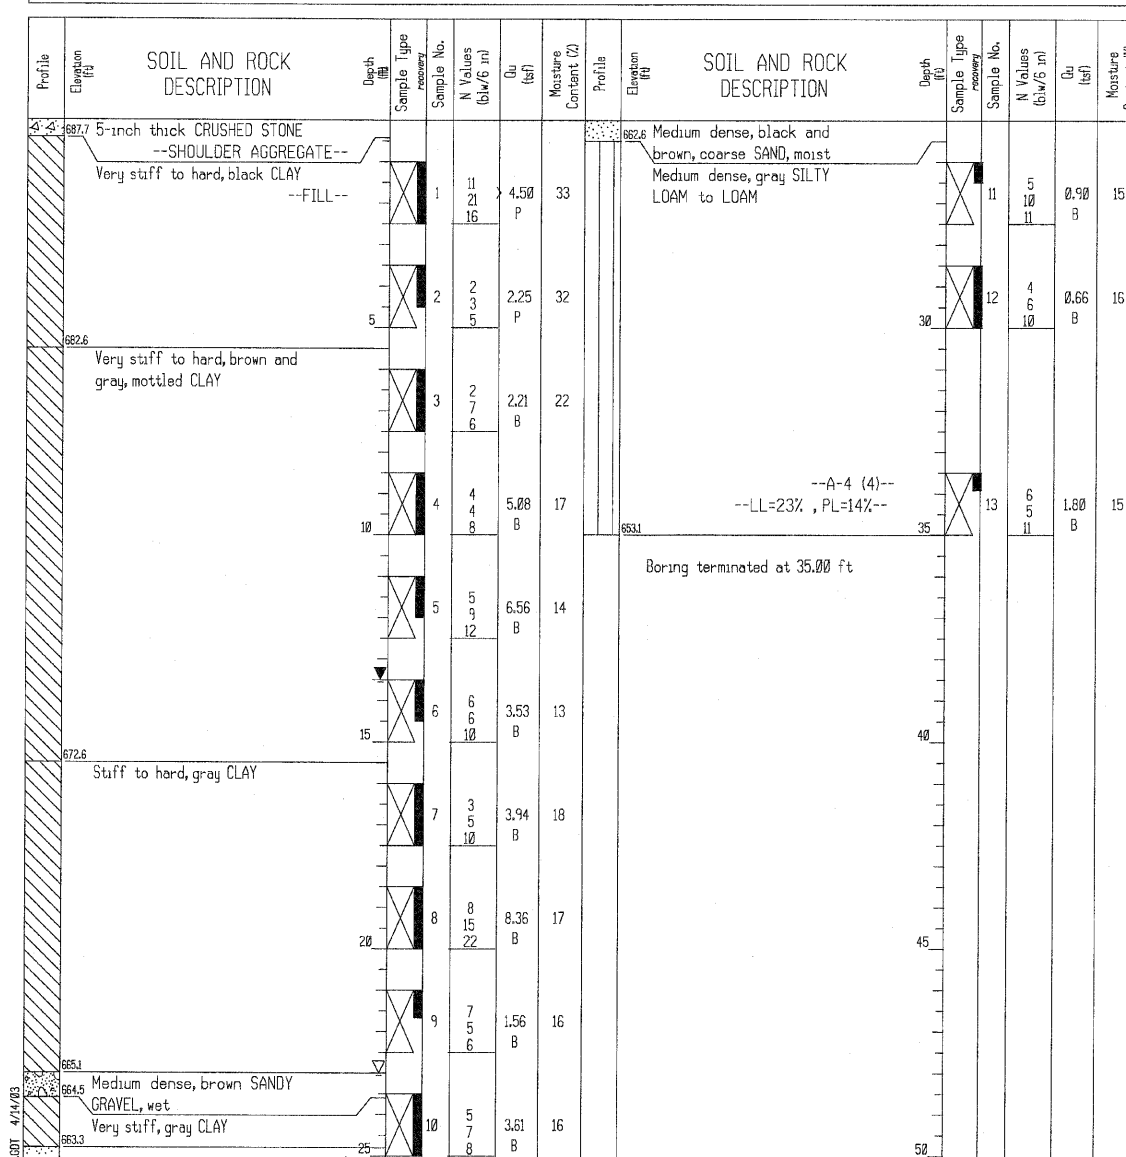 Profile
Elevation (ft)
SOIL AND ROCK
DESCRIPTION
Depth (ft)
Sample Type
recovery
Sample No.
N Values
(blw/6 in)
Qu
(tsf)
Moisture
Content (%)
687.7 5-inch thick CRUSHED STONE
--SHOULDER AGGREGATE--
Very stiff to hard, black CLAY
--FILL--
1
11
21
16
> 4.50
P
33
2
2
3
5
2.25
P
32
5
682.6
Very stiff to hard, brown and
gray, mottled CLAY
3
2
7
6
2.21
B
22
4
4
4
8
5.08
B
17
10
5
5
9
12
6.56
B
14
6
6
6
10
3.53
B
13
15
672.6
Stiff to hard, gray CLAY
7
3
5
10
3.94
B
18
8
8
15
22
8.36
B
17
20
9
7
5
6
1.56
B
16
665.1
Medium dense, brown SANDY
664.5
GRAVEL, wet
Very stiff, gray CLAY
10
5
7
8
3.61
B
16
663.3
25
Profile
Elevation (ft)
SOIL AND ROCK
DESCRIPTION
Depth (ft)
Sample Type
recovery
Sample No.
N Values
(blw/6 in)
Qu
(tsf)
Moisture
662.6 Medium dense, black and
brown, coarse SAND, moist
Medium dense, gray SILTY
LOAM to LOAM
11
5
10
11
0.90
B
15
12
4
6
10
0.66
B
16
30
--A-4 (4)--
--LL=23% , PL=14%--
13
6
5
11
1.80
B
15
653.1
35
Boring terminated at 35.00 ft
40
45
50
GDT 4/14/03